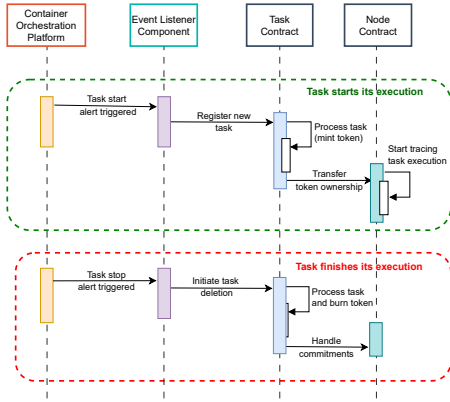 Container
Orchestration
Platform
Event Listener
Component
Task
Contract
Node
Contract
Task starts its execution
Task start
alert triggered
Register new
task
Process task
(mint token)
Start tracing
task execution
Transfer
token ownership
Task finishes its execution
Task stop
alert triggered
Initiate task
deletion
Process task
and burn token
Handle
commitments